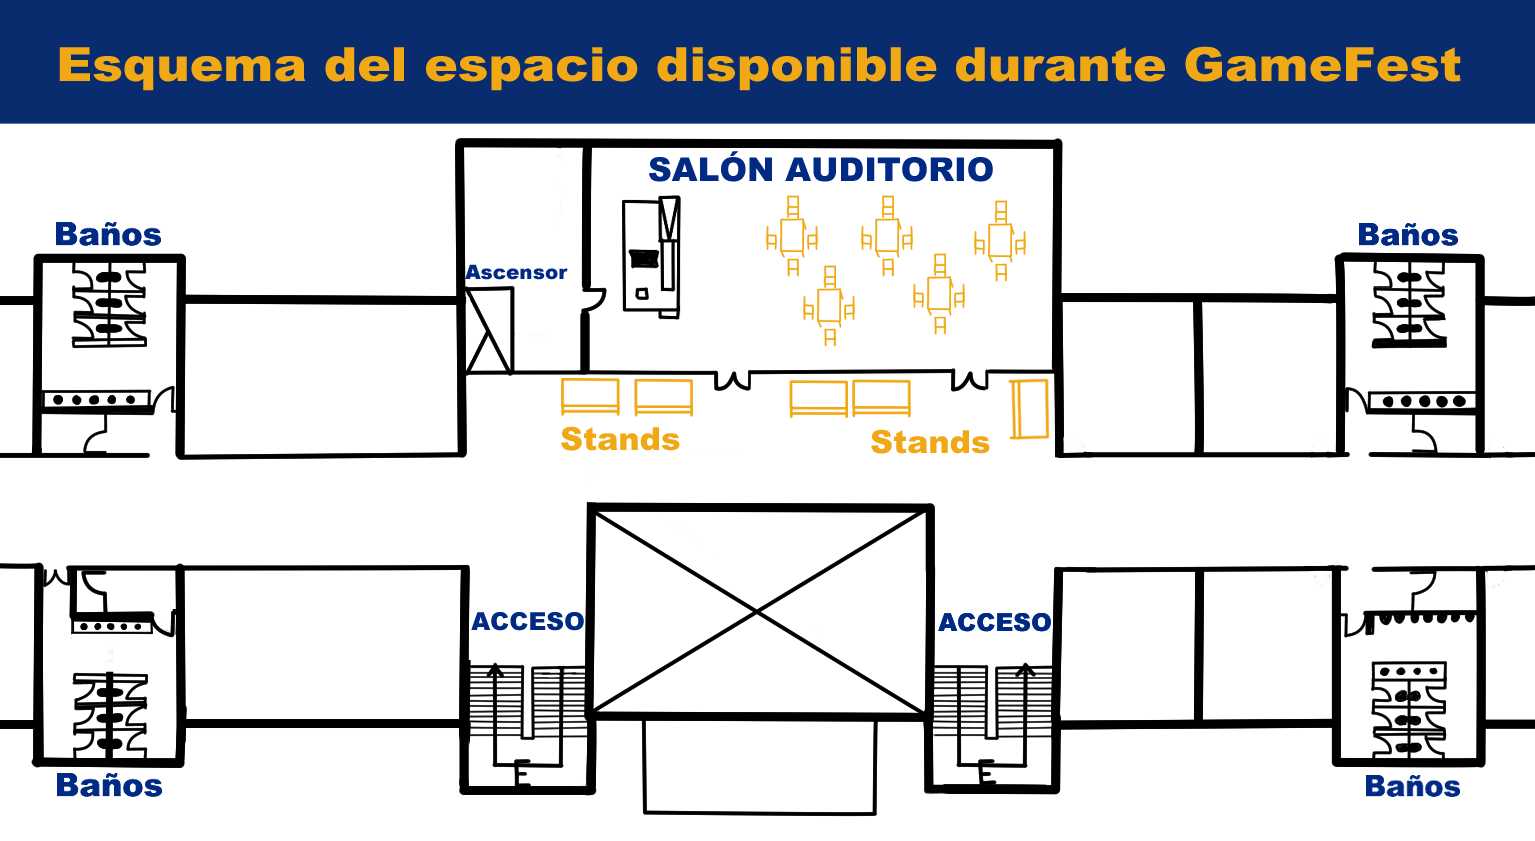 Esquema del espacio disponible durante GameFest
SALÓN AUDITORIO
Baños
Baños
Ascensor
Stands
Stands
ACCESO
ACCESO
Baños
Baños